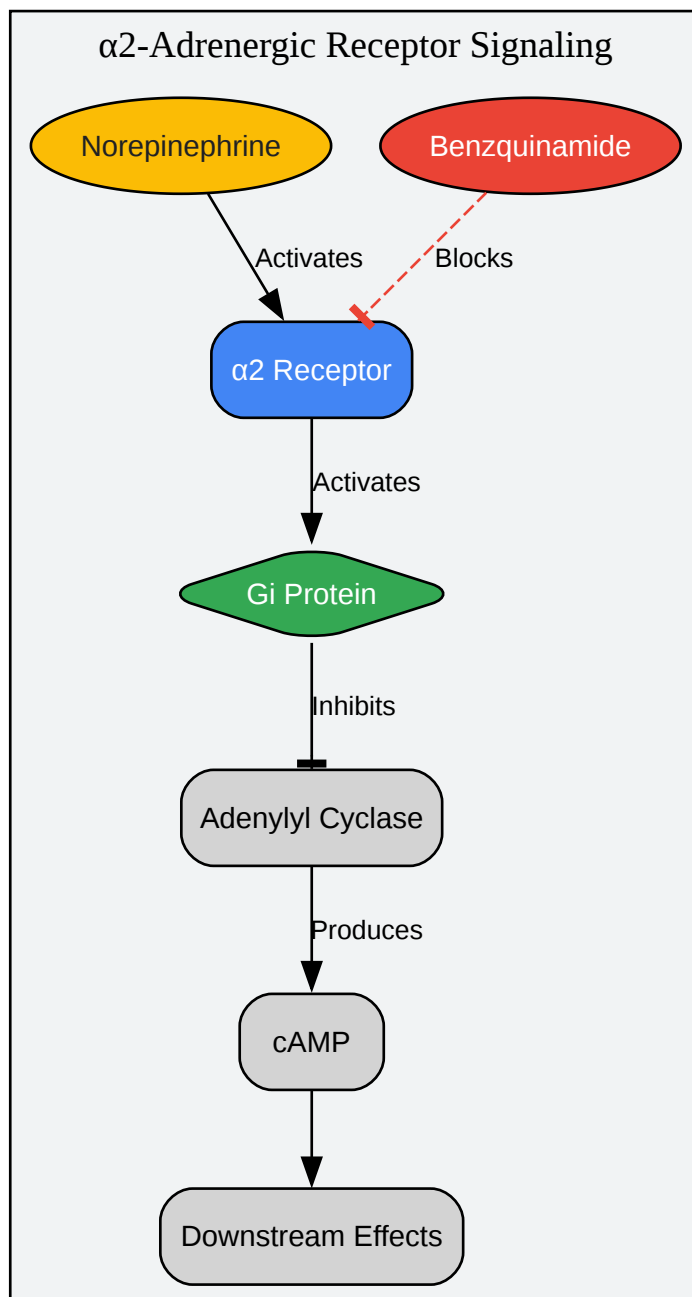 α2-Adrenergic Receptor Signaling
Norepinephrine
Benzquinamide
Activates
Blocks
α2 Receptor
Activates
Gi Protein
Inhibits
Adenylyl Cyclase
Produces
cAMP
Downstream Effects